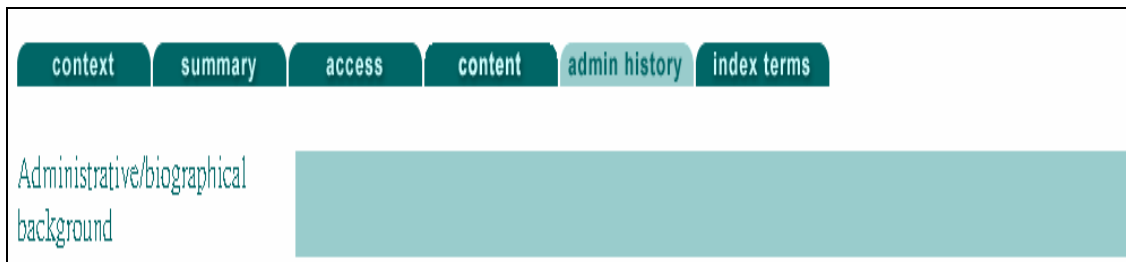 context summary access content admin history index terms
Administrative/biographical
background